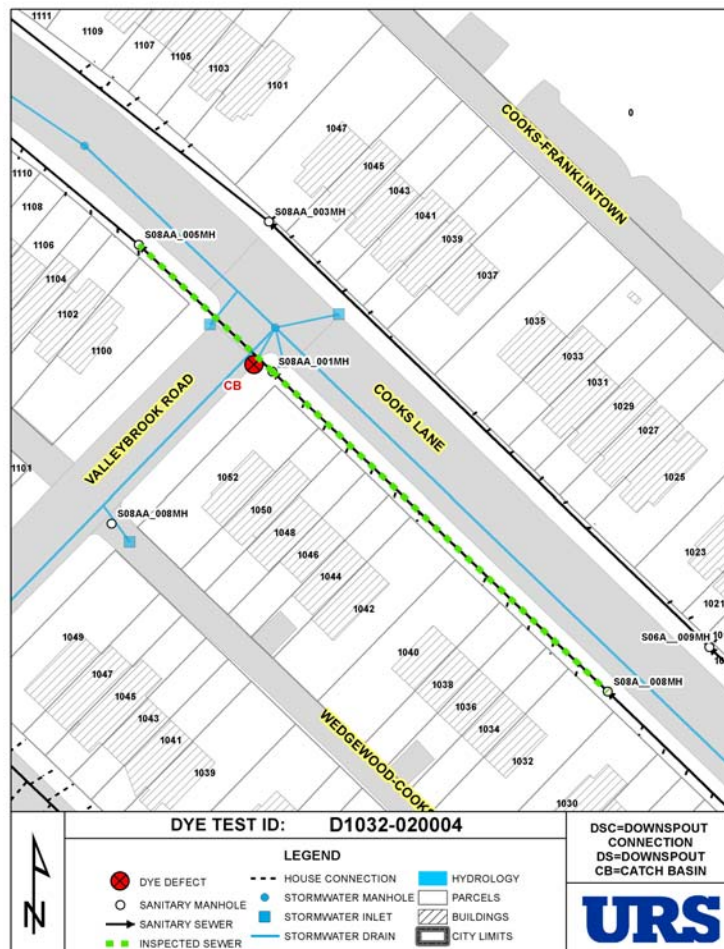 1111
1109
1107
1105
1103
1101
0
COOKS-FRANKLINTOWN
1047
1045
1043
1041
1039
1037
1110
1108
1106
1104
1102
1100
S08AA_005MH
S08AA_003MH
S08AA_001MH
CB
1035
1033
1031
1029
1027
1025
1023
1021
COOKS LANE
VALLEYBROOK ROAD
1101
S08AA_008MH
1052
1050
1048
1046
1044
1042
S06A__009MH
S08A__008MH
1040
1038
1036
1034
1032
1030
1049
1047
1045
1043
1041
1039
WEDGEWOOD-COOKS
DYE TEST ID: D1032-020004
LEGEND
DYE DEFECT
SANITARY MANHOLE
SANITARY SEWER
INSPECTED SEWER
HOUSE CONNECTION
STORMWATER MANHOLE
STORMWATER INLET
STORMWATER DRAIN
HYDROLOGY
PARCELS
BUILDINGS
CITY LIMITS
DSC=DOWNSPOUT
CONNECTION
DS=DOWNSPOUT
CB=CATCH BASIN
N
URS